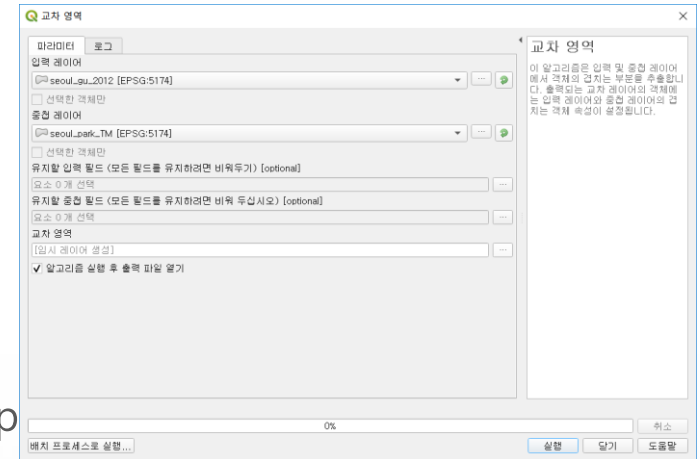 교차 영역
파라미터 로그
입력 레이어
seoul_gu_2012 [EPSG:5174]
선택한 객체만
중첩 레이어
seoul_park_TM [EPSG:5174]
선택한 객체만
유지할 입력 필드 (모든 필드를 유지하려면 비워두기) [optional]
요소 0개 선택
유지할 중첩 필드 (모든 필드를 유지하려면 비워 두십시오) [optional]
요소 0개 선택
교차 영역
[임시 레이어 생성]
알고리즘 실행 후 출력 파일 열기
교차 영역
이 알고리즘은 입력 및 중첩 레이어
에서 객체의 겹치는 부분을 추출합니
다. 출력되는 교차 레이어의 객체에
는 입력 레이어와 중첩 레이어의 겹
치는 객체 속성이 설정됩니다.
p
0%
취소
배치 프로세스로 실행...
실행 닫기 도움말